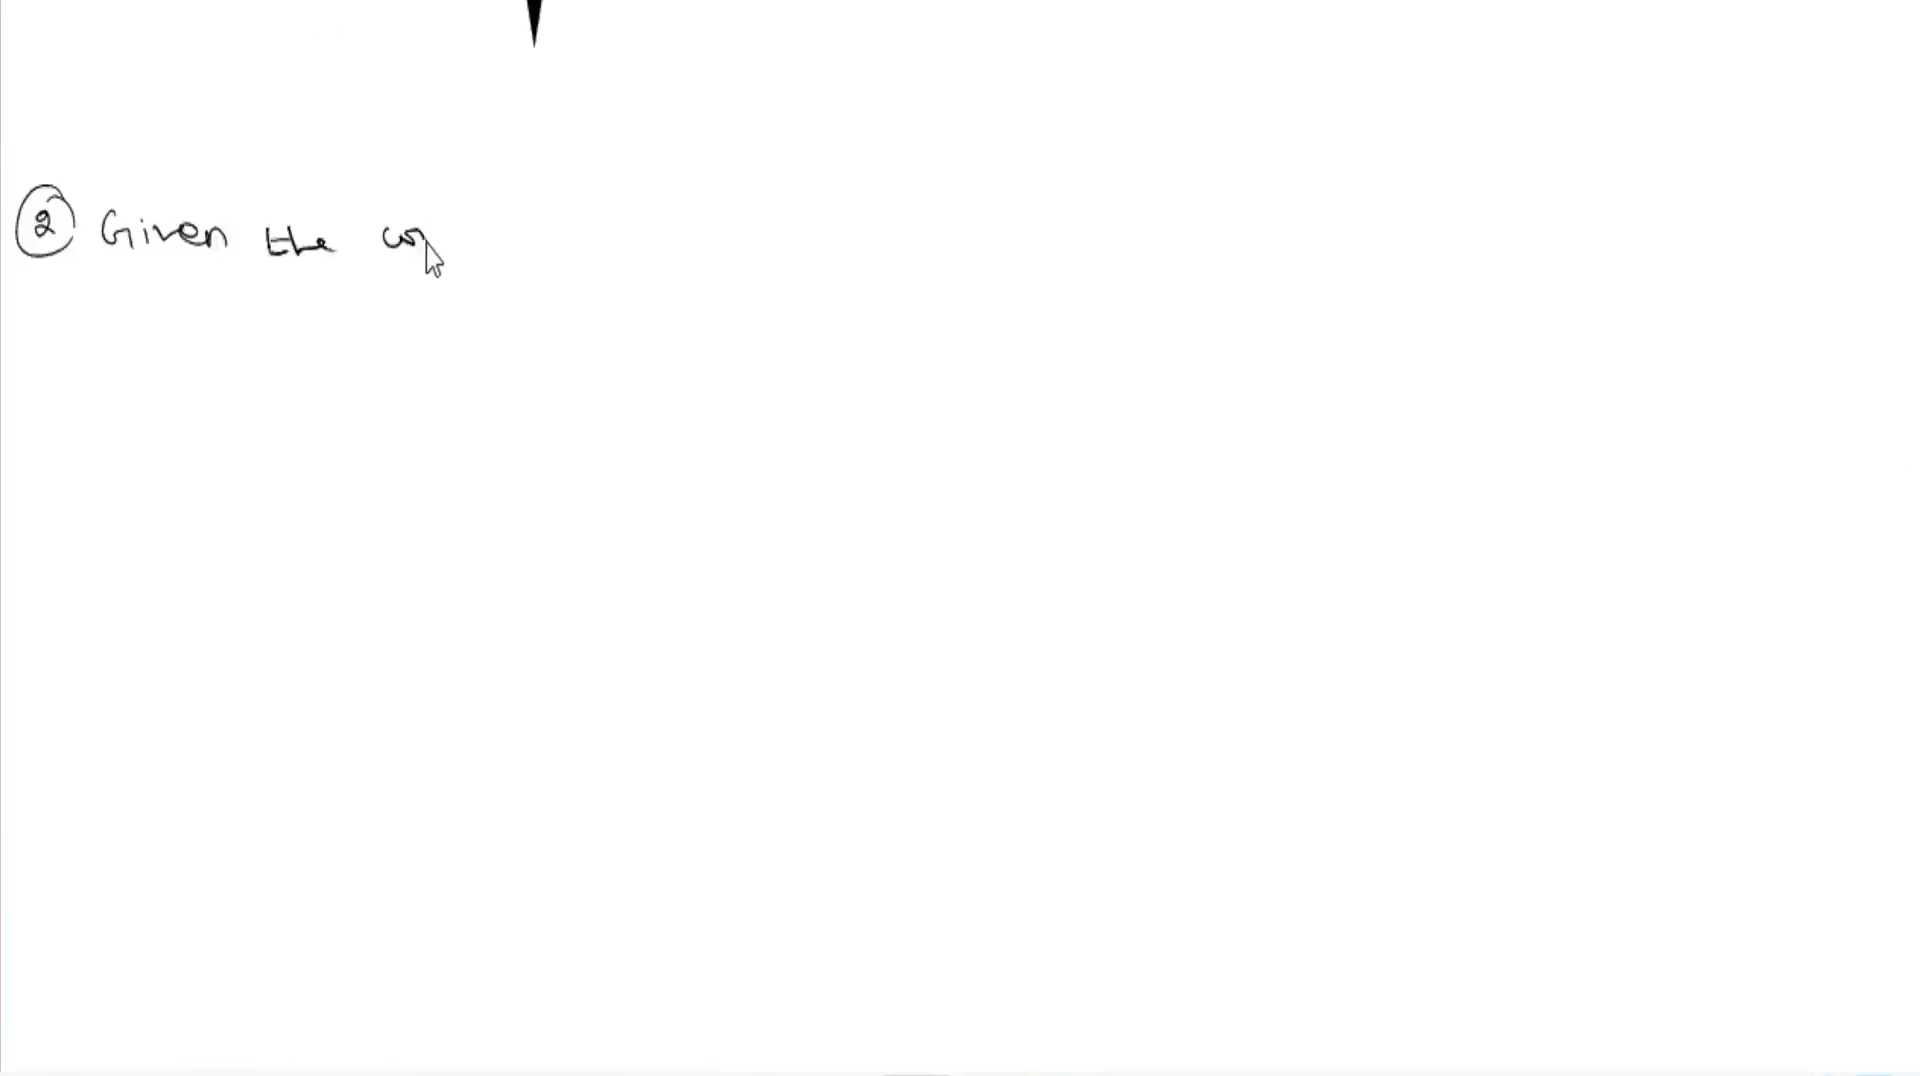 ② Given the